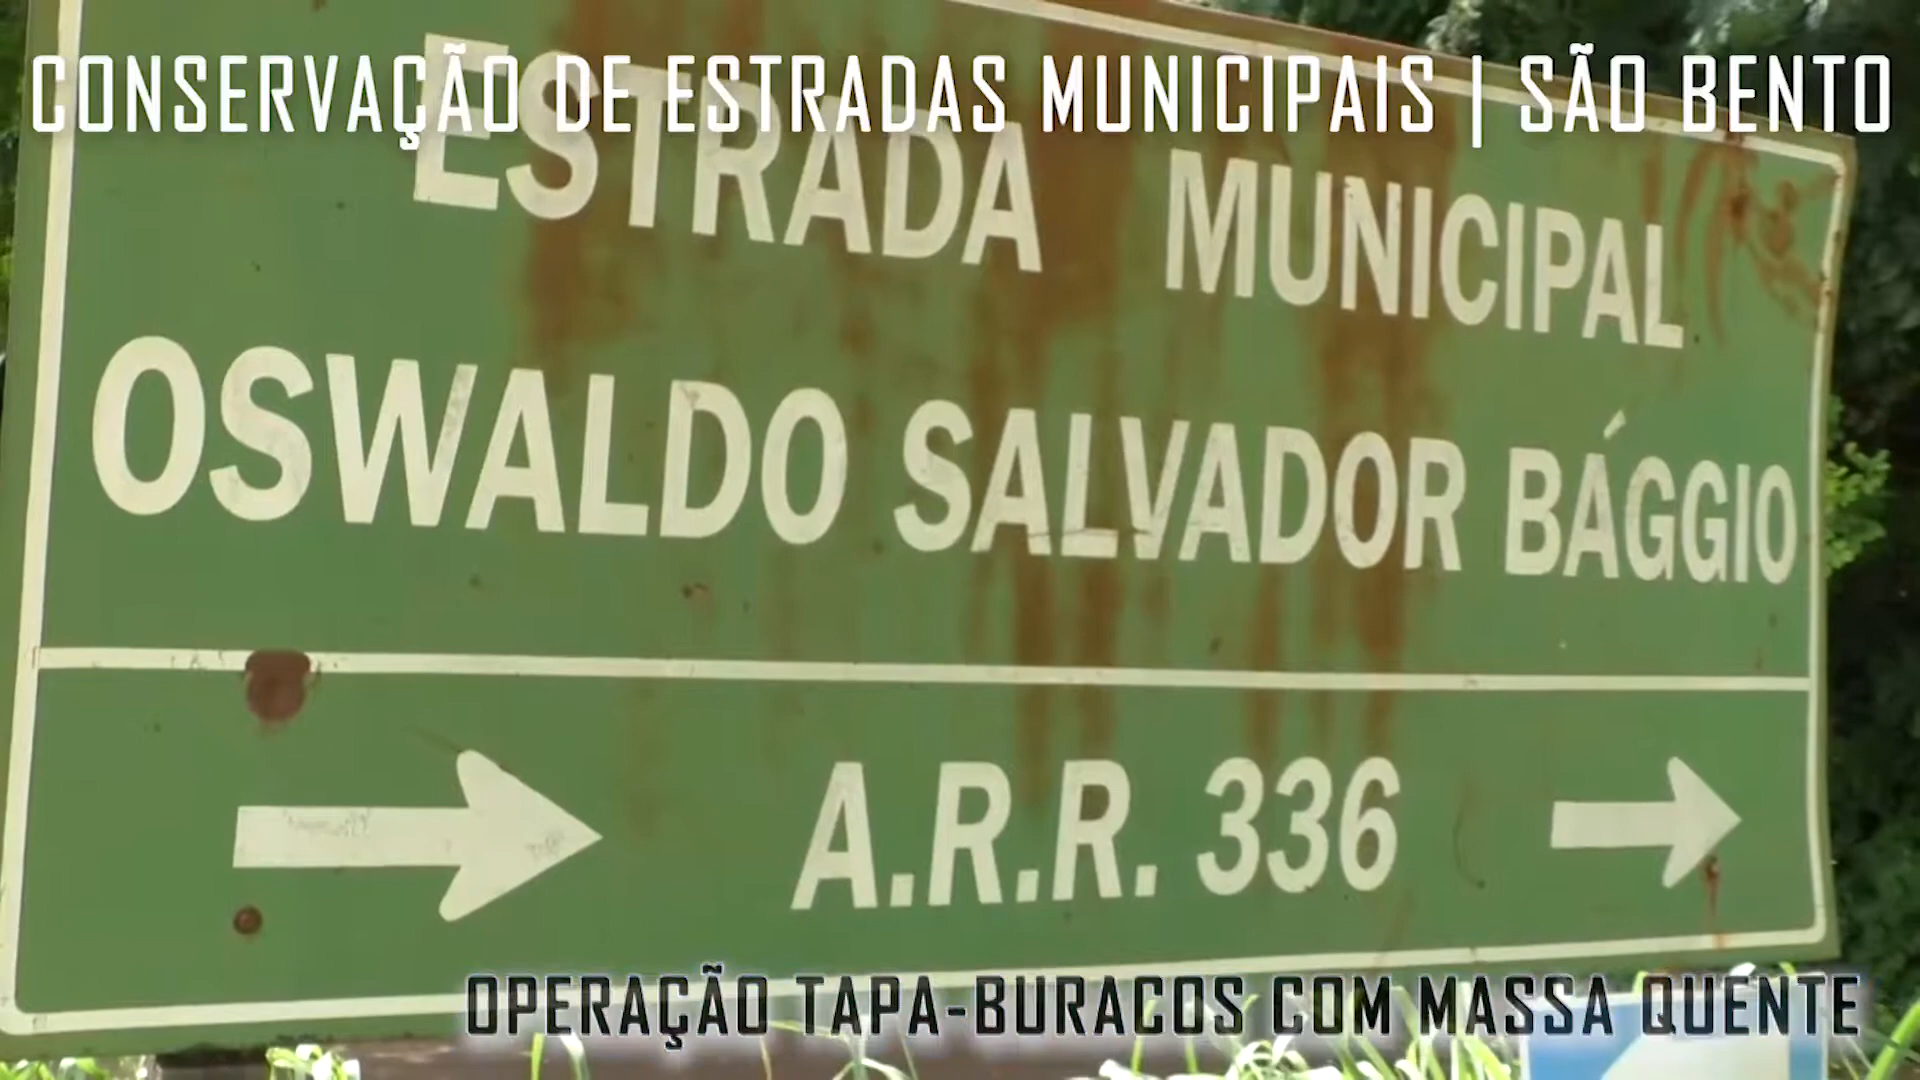 CONSERVAÇÃO DE ESTRADAS MUNICIPAIS | SÃO BENTO
ESTRADA MUNICIPAL
OSWALDO SALVADOR BÁGGIO
A.R.R. 336
OPERAÇÃO TAPA-BURACOS COM MASSA QUENTE